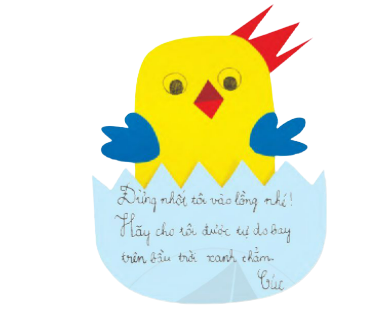 Đừng nhốt tôi vào lồng nhé!
Hãy cho tôi được tự do bay
trên bầu trời xanh thẳm.
Cúc